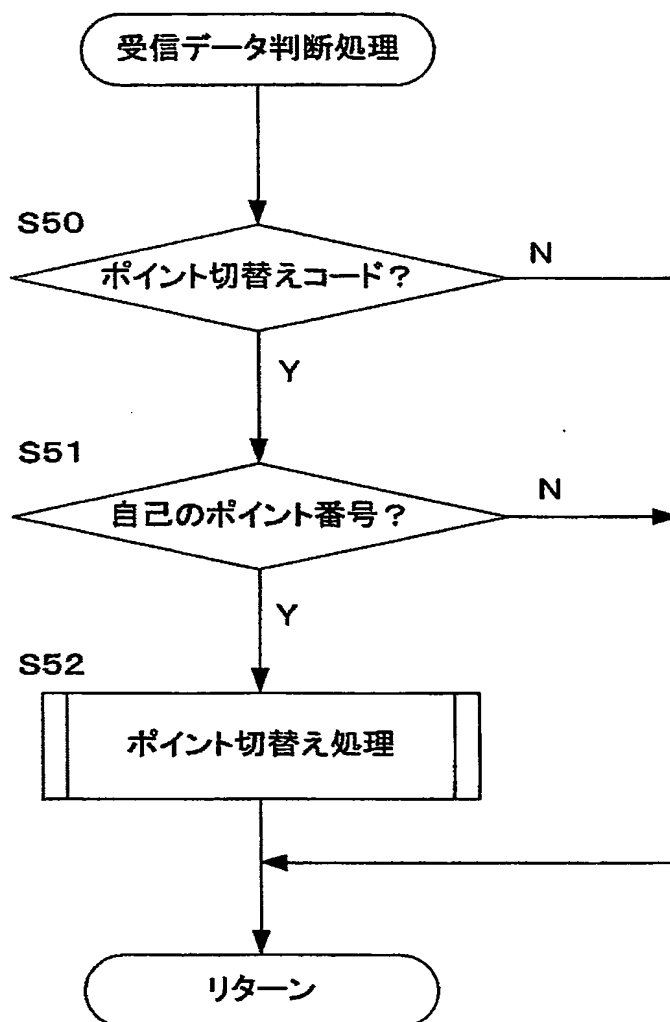 受信データ判断処理
S50
ポイント切替えコード？
N
Y
S51
自己のポイント番号？
N
Y
S52
ポイント切替え処理
リターン